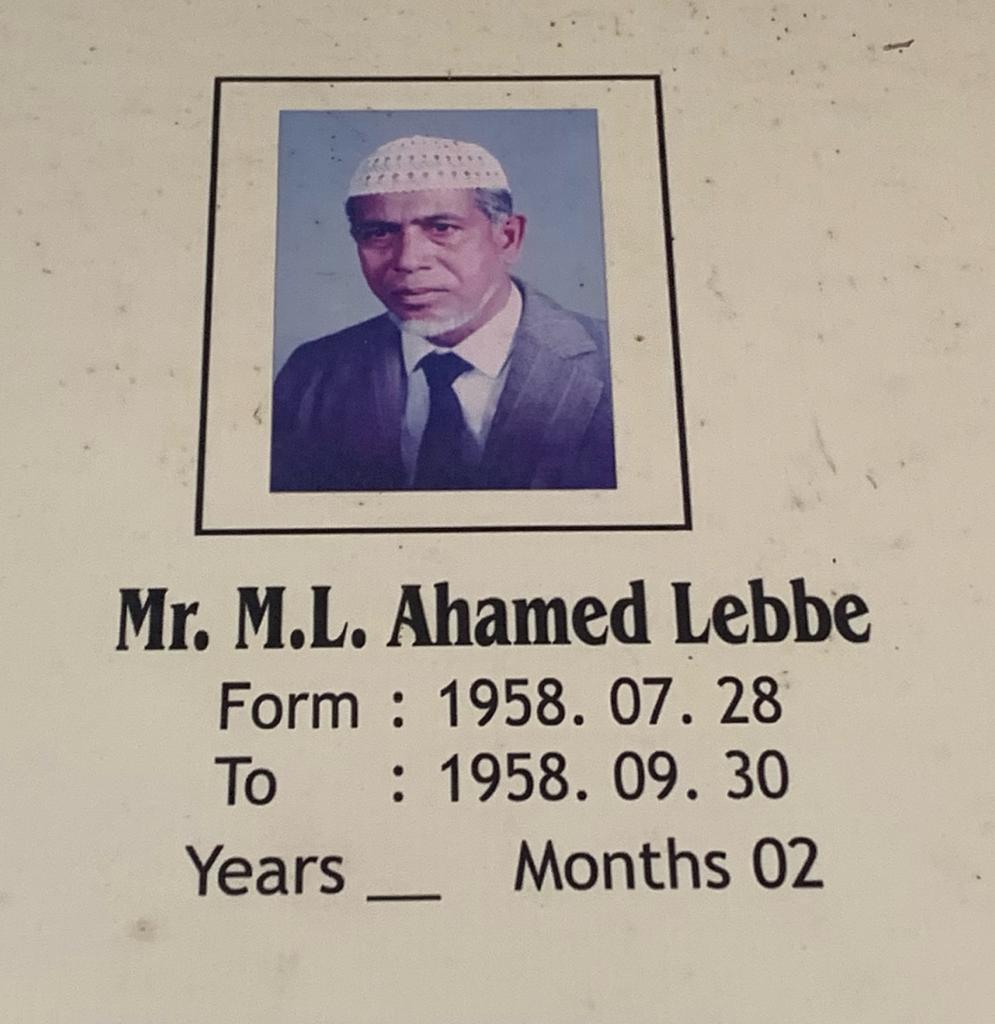 Mr. M.L. Ahamed Lebbe
Form : 1958. 07. 28
To : 1958. 09. 30
Years __ Months 02